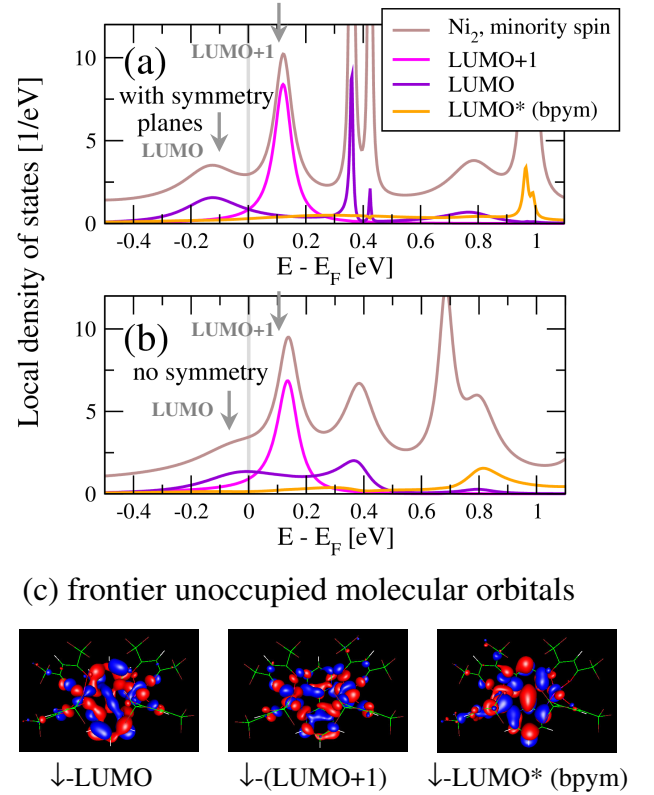 Local density of states [1/eV]
Ni₂, minority spin
LUMO+1
LUMO
LUMO* (bpym)
LUMO+1
(a)
with symmetry
planes
LUMO
10
5
0
-0.4 -0.2 0 0.2 0.4 0.6 0.8 1
E - E_F [eV]
LUMO+1
(b)
no symmetry
LUMO
10
5
0
-0.4 -0.2 0 0.2 0.4 0.6 0.8 1
E - E_F [eV]
(c) frontier unoccupied molecular orbitals
↓-LUMO ↓-(LUMO+1) ↓-LUMO* (bpym)